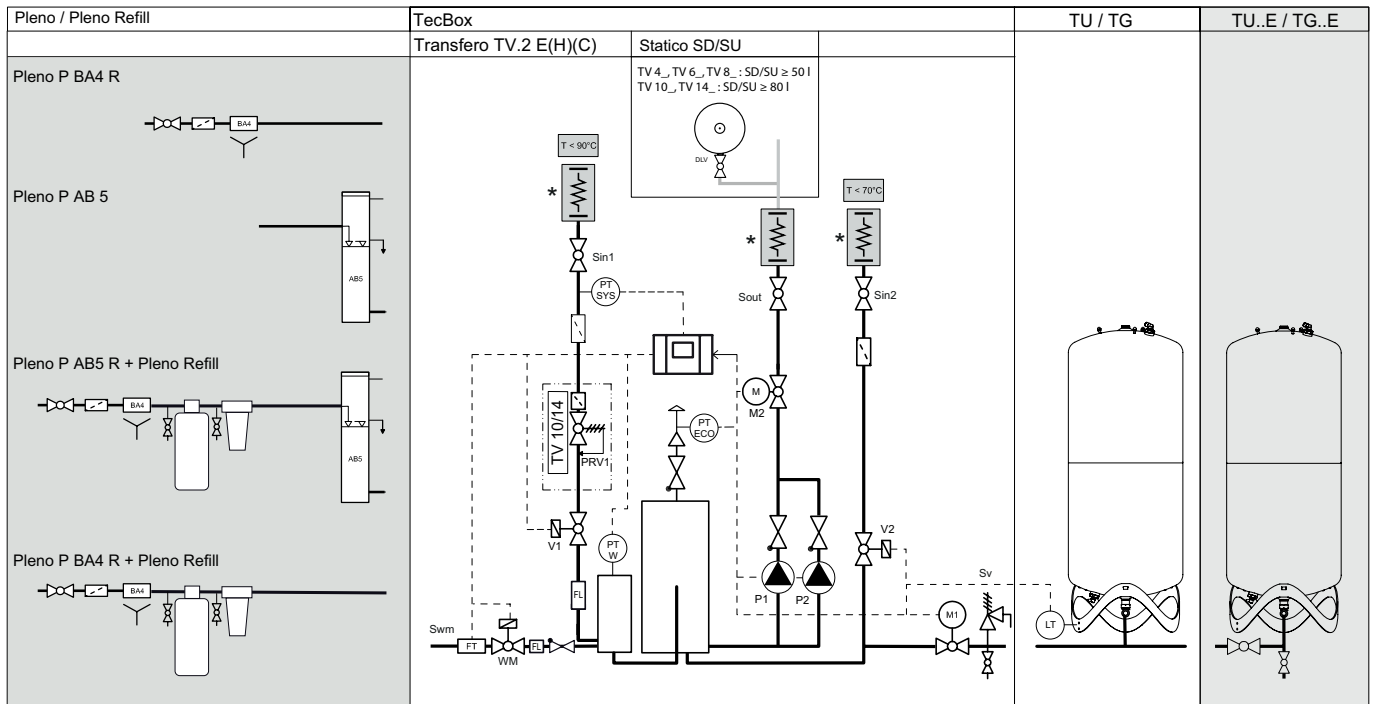 Pleno / Pleno Refill
TecBox
TU / TG
TU..E / TG..E
Transfero TV.2 E(H)(C)
Statico SD/SU
Pleno P BA4 R
BA4
Pleno P AB 5
AB5
Pleno P AB5 R + Pleno Refill
BA4
AB5
Pleno P BA4 R + Pleno Refill
BA4
TV 4_, TV 6_, TV 8_ : SD/SU ≥ 50 l
TV 10_, TV 14_ : SD/SU ≥ 80 l
DLV
T < 90°C
T < 70°C
*
*
*
Sin1
PT
SYS
Sout
Sin2
M
M2
PT
ECO
TV 10/14
PRV1
V1
PT
W
V2
FL
P1
P2
Sv
Swm
FT
WM
FL
M1
LT